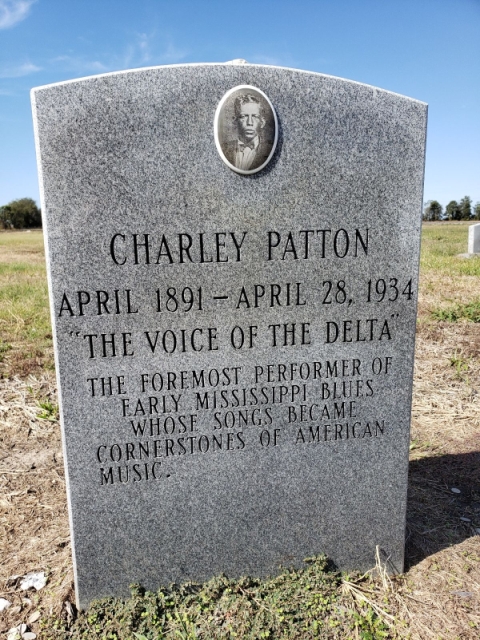 CHARLEY PATTON
APRIL 1891 – APRIL 28, 1934
"THE VOICE OF THE DELTA"
THE FOREMOST PERFORMER OF
EARLY MISSISSIPPI BLUES
WHOSE SONGS BECAME
CORNERSTONES OF AMERICAN
MUSIC.